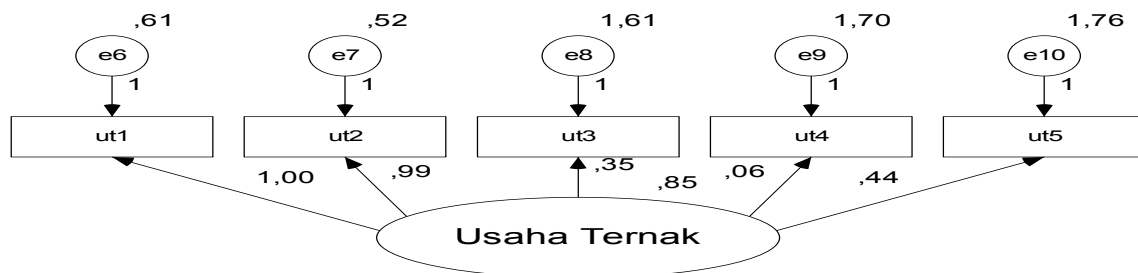 ,61 ,52 1,61 1,70 1,76
e6 e7 e8 e9 e10
1 1 1 1 1
ut1 ut2 ut3 ut4 ut5
1,00 ,99 ,35 ,85 ,06 ,44
Usaha Ternak